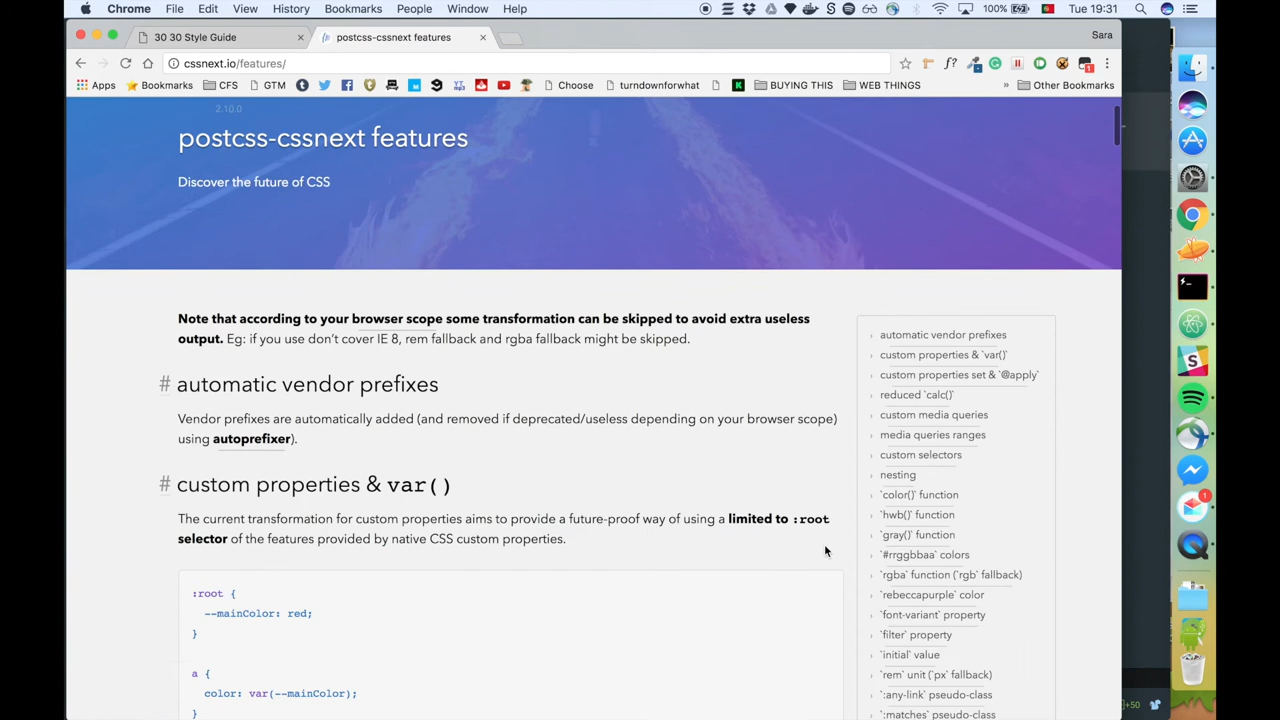 Chrome File Edit View History Bookmarks People Window Help 100% Tue 19:31
30 30 Style Guide
postcss-cssnext features
Sara
cssnext.io/features/
f?
Apps Bookmarks CFS GTM Choose turndownforwhat BUYING THIS WEB THINGS » Other Bookmarks
2.10.0
postcss-cssnext features
Discover the future of CSS
Note that according to your browser scope some transformation can be skipped to avoid extra useless
output. Eg: if you use don't cover IE 8, rem fallback and rgba fallback might be skipped.
# automatic vendor prefixes
Vendor prefixes are automatically added (and removed if deprecated/useless depending on your browser scope)
using autoprefixer).
# custom properties & var()
The current transformation for custom properties aims to provide a future-proof way of using a limited to :root
selector of the features provided by native CSS custom properties.
:root {
--mainColor: red;
}
a {
color: var(--mainColor);
}
automatic vendor prefixes
custom properties & `var()`
custom properties set & `@apply`
reduced `calc()`
custom media queries
media queries ranges
custom selectors
nesting
`color()` function
`hwb()` function
`gray()` function
`#rrggbbaa` colors
`rgba` function (`rgb` fallback)
`rebeccapurple` color
`font-variant` property
`filter` property
`initial` value
`rem` unit (`px` fallback)
`:any-link` pseudo-class
`:matches` pseudo-class
+50